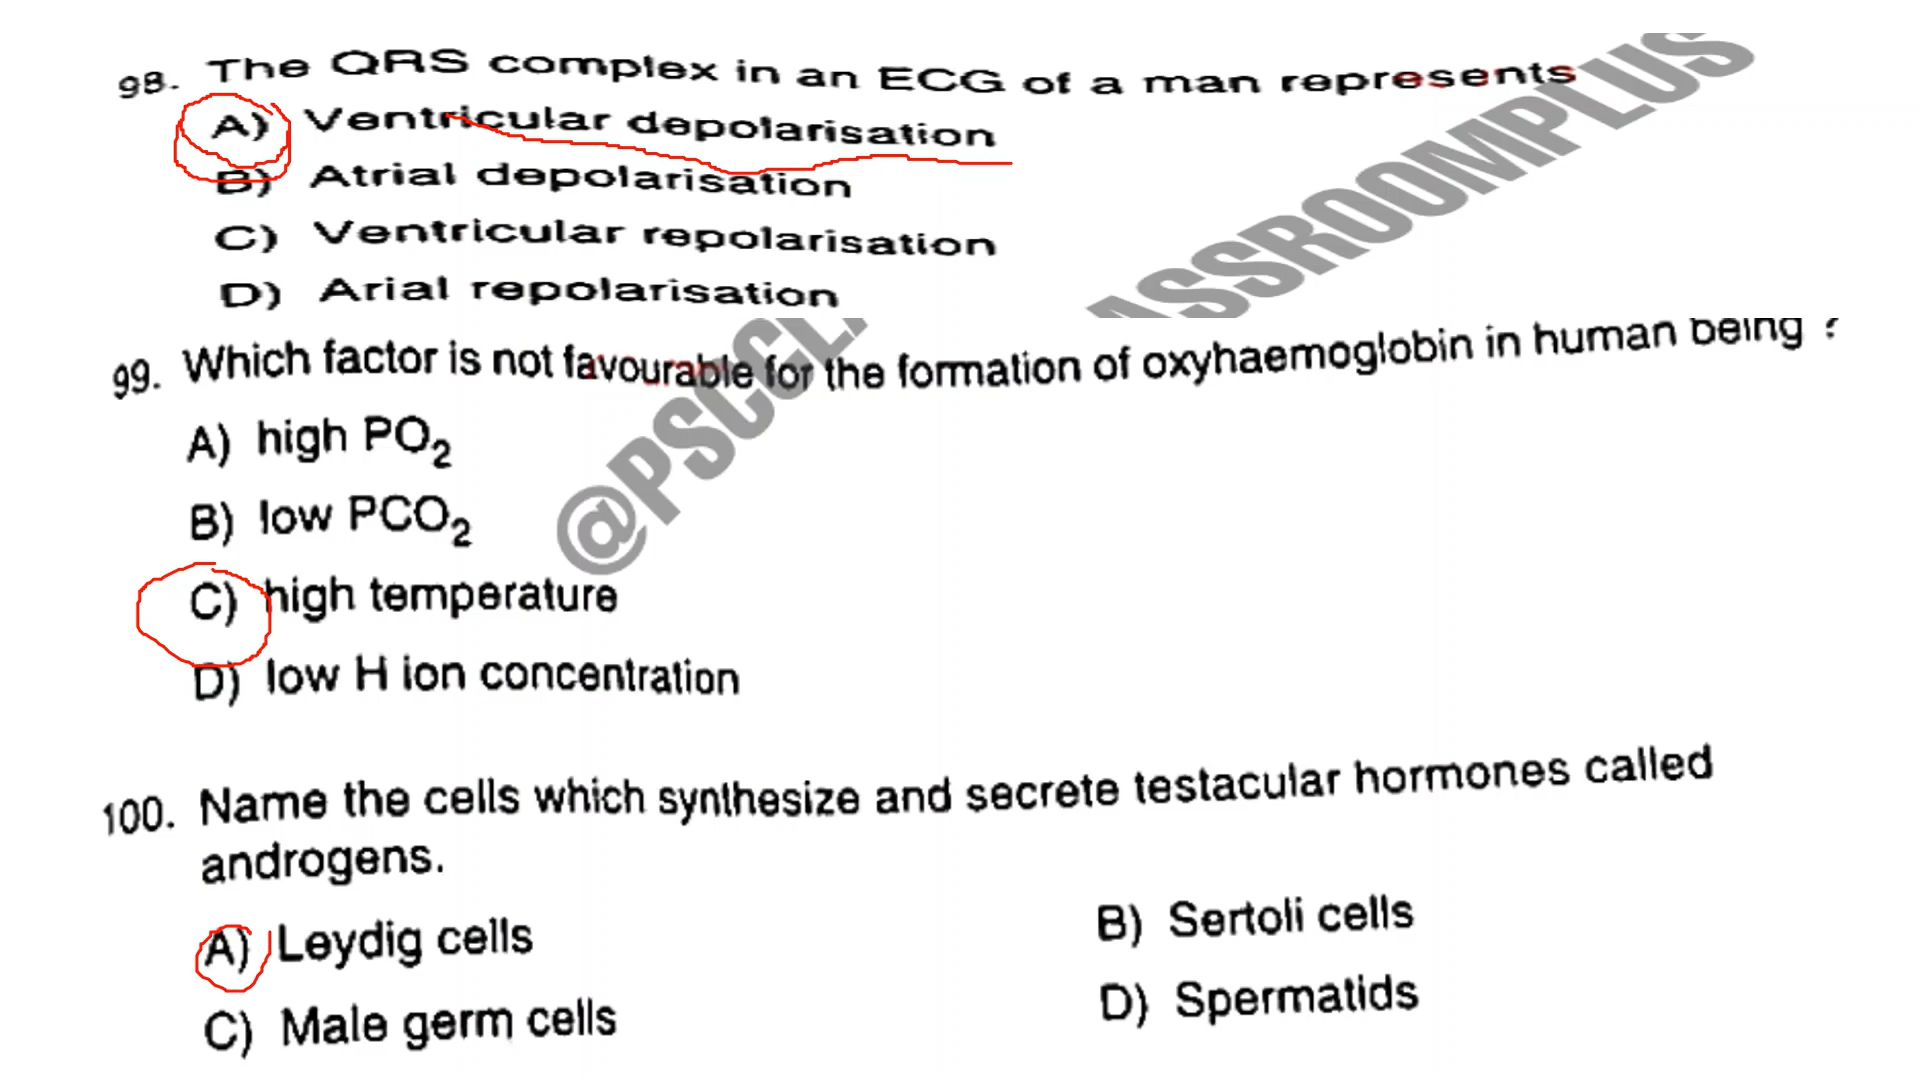 98. The QRS complex in an ECG of a man represents
A) Ventricular depolarisation
B) Atrial depolarisation
C) Ventricular repolarisation
D) Arial repolarisation
99. Which factor is not favourable for the formation of oxyhaemoglobin in human being ?
A) high PO2
B) low PCO2
C) high temperature
D) low H ion concentration
100. Name the cells which synthesize and secrete testacular hormones called
androgens.
A) Leydig cells
B) Sertoli cells
C) Male germ cells
D) Spermatids
@PSCCLASSROOMPLUS